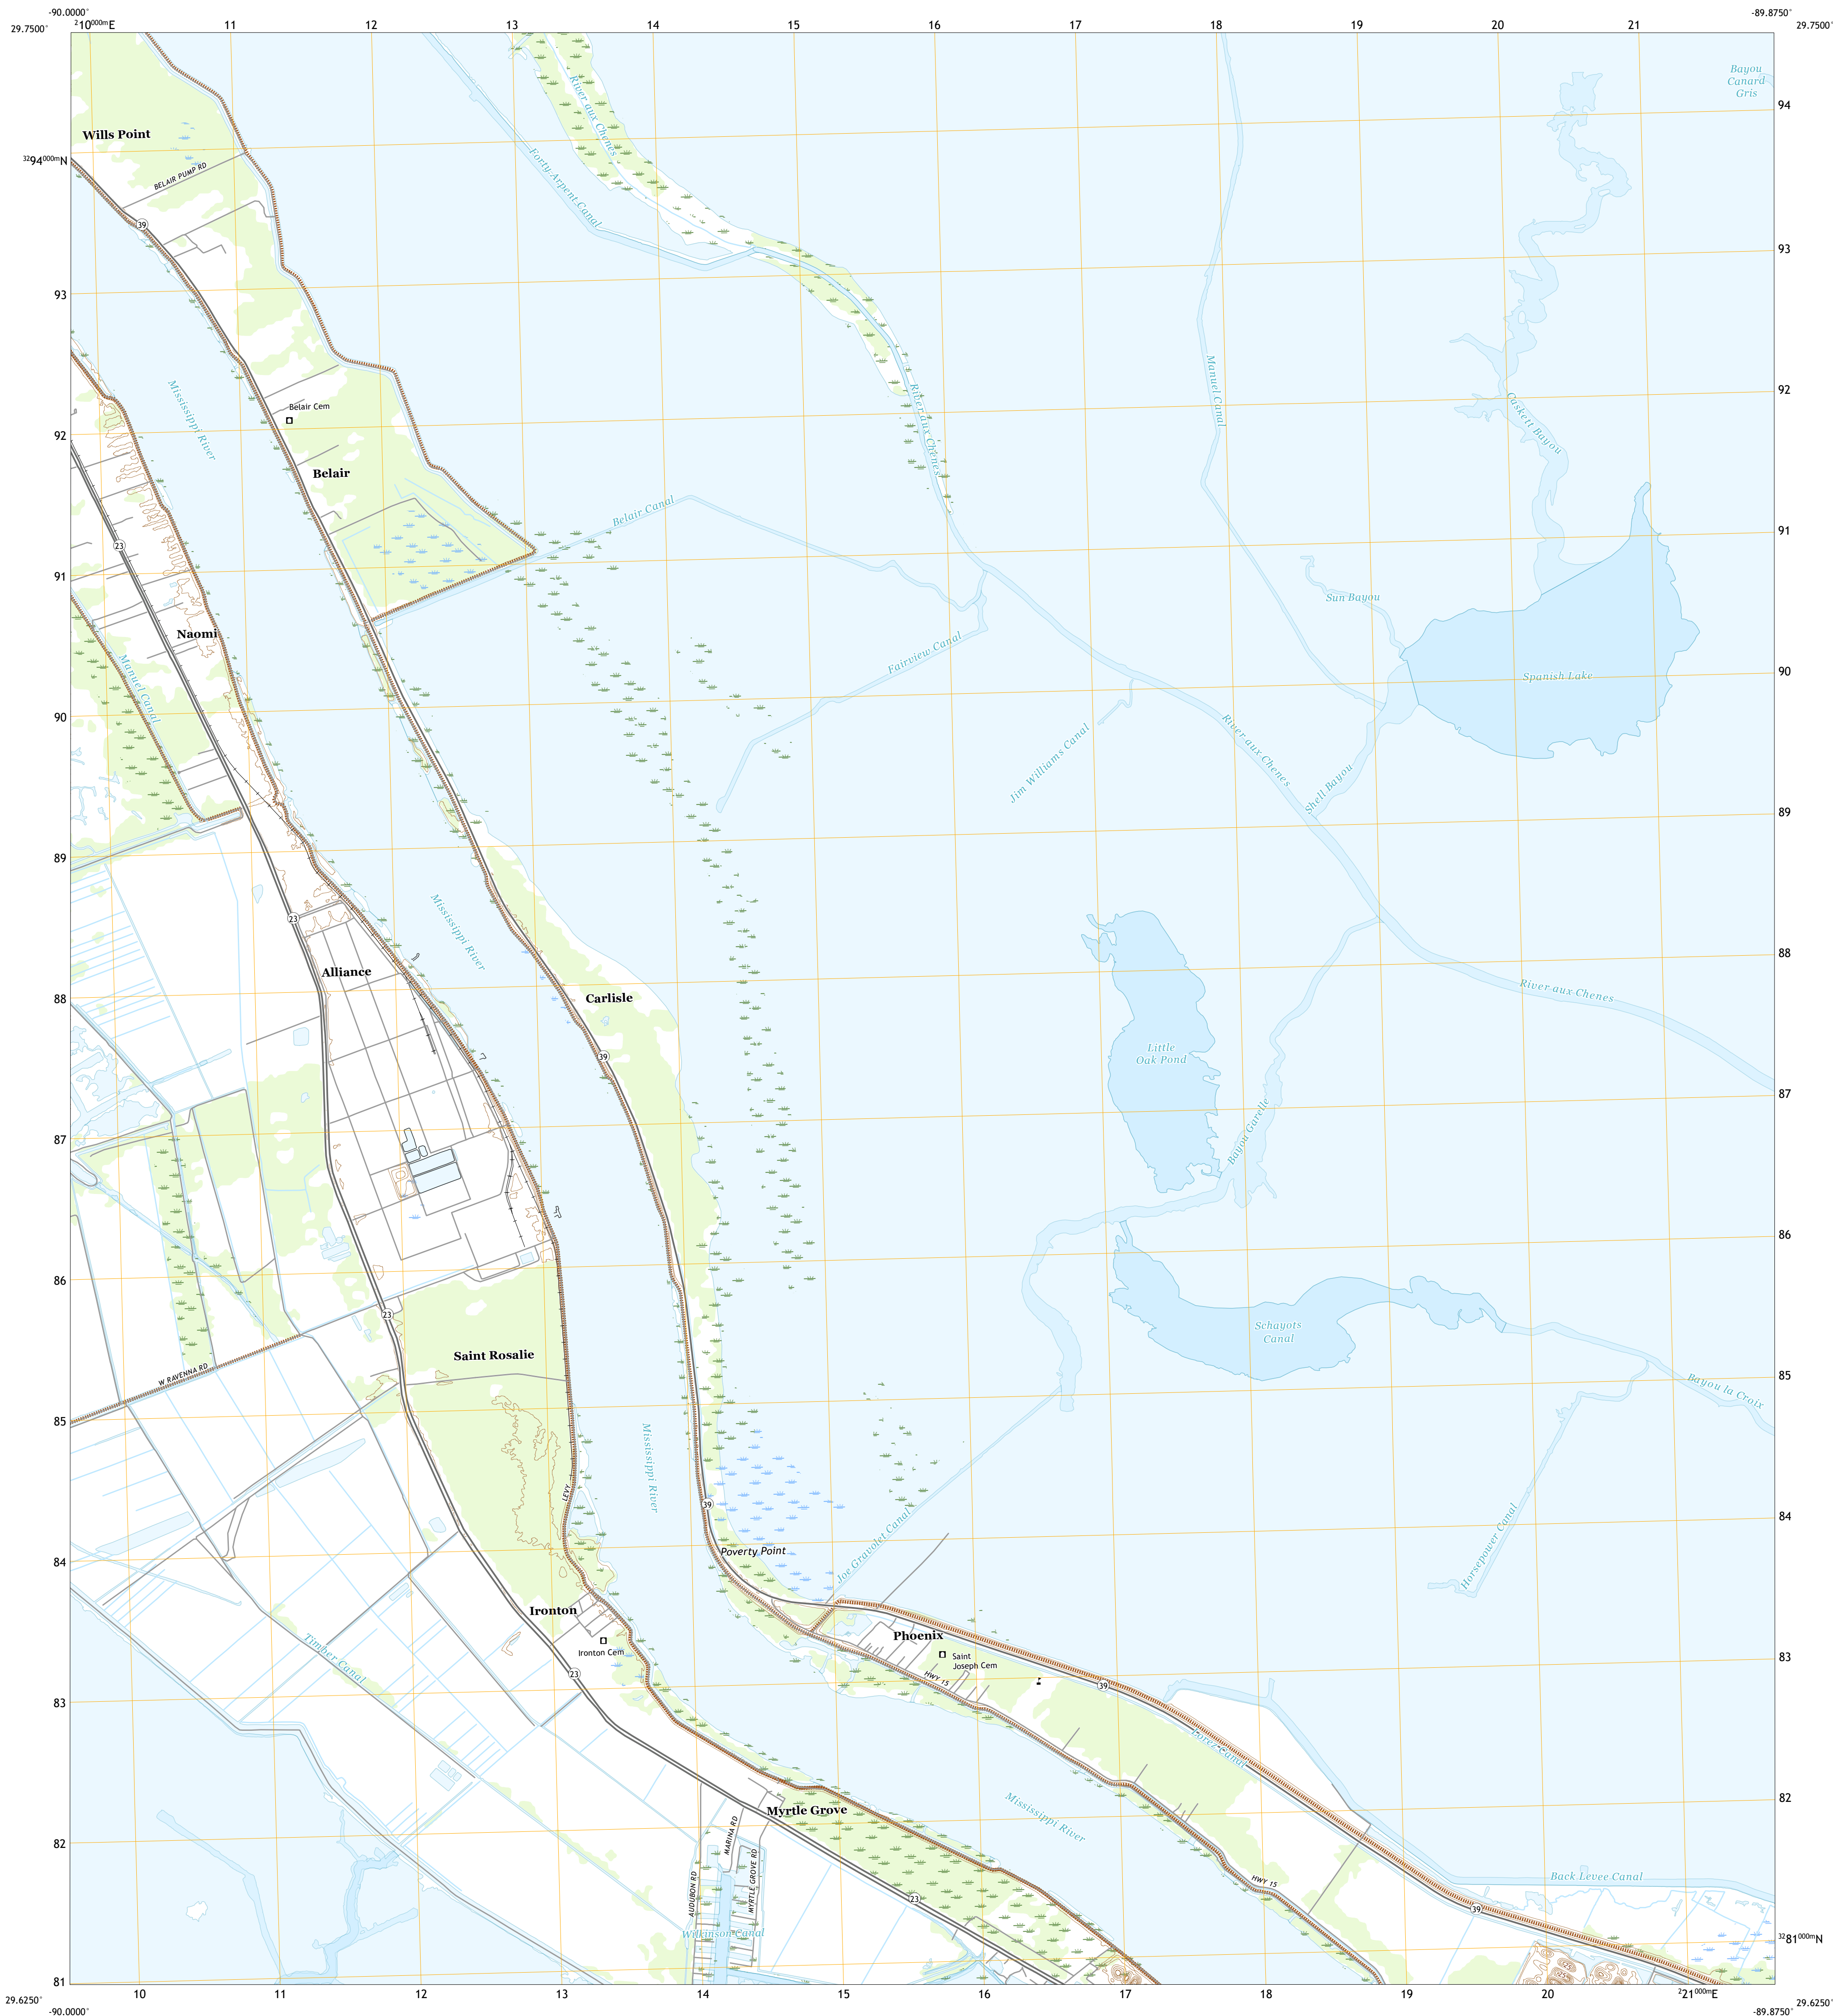 -90.0000°
²10⁰⁰⁰ᵐE
11
12
13
14
15
16
17
18
19
20
21
-89.8750°
29.7500°
29.7500°
Bayou
Canard
Gris
River aux Chenes
94
Wills Point
³²94⁰⁰⁰ᵐN
Forty Arpent Canal
BELAIR PUMP RD
39
93
93
Manuel Canal
Mississippi River
92
River aux Chenes
Caskett Bayou
Belair Cem
92
Belair
Belair Canal
91
23
91
Sun Bayou
Naomi
Fairview Canal
Manuel Canal
90
Spanish Lake
90
River aux Chenes
Jim Williams Canal
Shell Bayou
89
89
Mississippi River
23
88
Alliance
River aux Chenes
88
Carlisle
Little
Oak Pond
39
87
Bayou Garelle
87
86
86
23
Schayots
Canal
Saint Rosalie
W RAVENNA RD
85
Bayou la Croix
85
Mississippi River
LEVY
39
84
Joe Gravolet Canal
Horsepower Canal
Poverty Point
84
Ironton
Phoenix
Ironton Cem
Saint
Joseph Cem
83
Timber Canal
23
HWY 15
39
83
Lorez Canal
Mississippi River
82
Myrtle Grove
MARINA RD
82
AUDUBON RD
MYRTLE GROVE RD
HWY 15
Back Levee Canal
23
39
Wilkinson Canal
³²81⁰⁰⁰ᵐN
81
10
11
12
13
14
15
16
17
18
19
20
²21⁰⁰⁰ᵐE
29.6250°
29.6250°
-90.0000°
-89.8750°